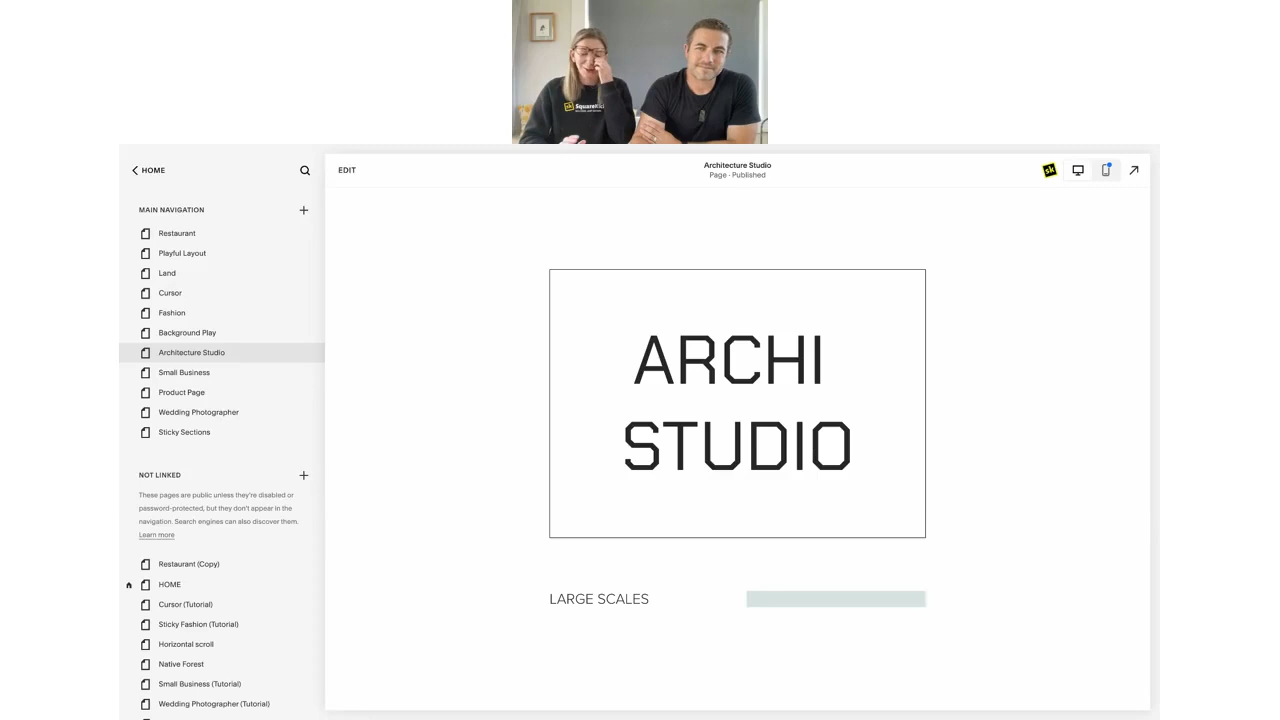 HOME
MAIN NAVIGATION
Restaurant
Playful Layout
Land
Cursor
Fashion
Background Play
Architecture Studio
Small Business
Product Page
Wedding Photographer
Sticky Sections
NOT LINKED
These pages are public unless they're disabled or
password-protected, but they don't appear in the
navigation. Search engines can also discover them.
Learn more
Restaurant (Copy)
HOME
Cursor (Tutorial)
Sticky Fashion (Tutorial)
Horizontal scroll
Native Forest
Small Business (Tutorial)
Wedding Photographer (Tutorial)
EDIT
Architecture Studio
Page · Published
sk
ARCHI
STUDIO
LARGE SCALES